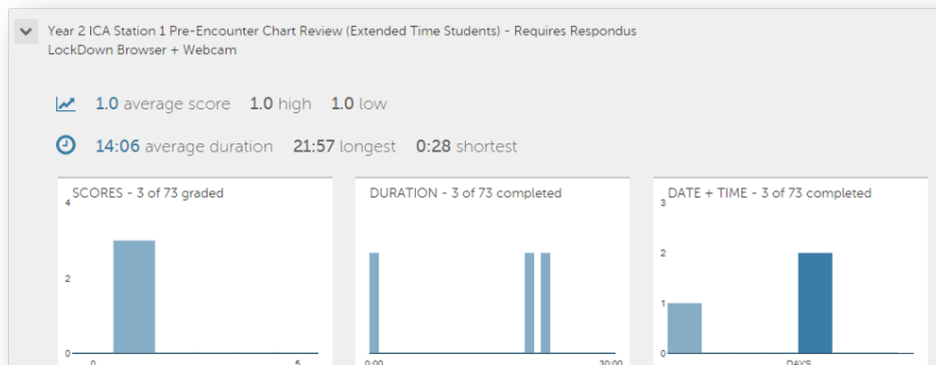 Year 2 ICA Station 1 Pre-Encounter Chart Review (Extended Time Students) - Requires Respondus
LockDown Browser + Webcam
1.0 average score 1.0 high 1.0 low
14:06 average duration 21:57 longest 0:28 shortest
SCORES - 3 of 73 graded
4
2
0
0 5
DURATION - 3 of 73 completed
0:00 30:00
DATE + TIME - 3 of 73 completed
3
2
1
0
DAYS